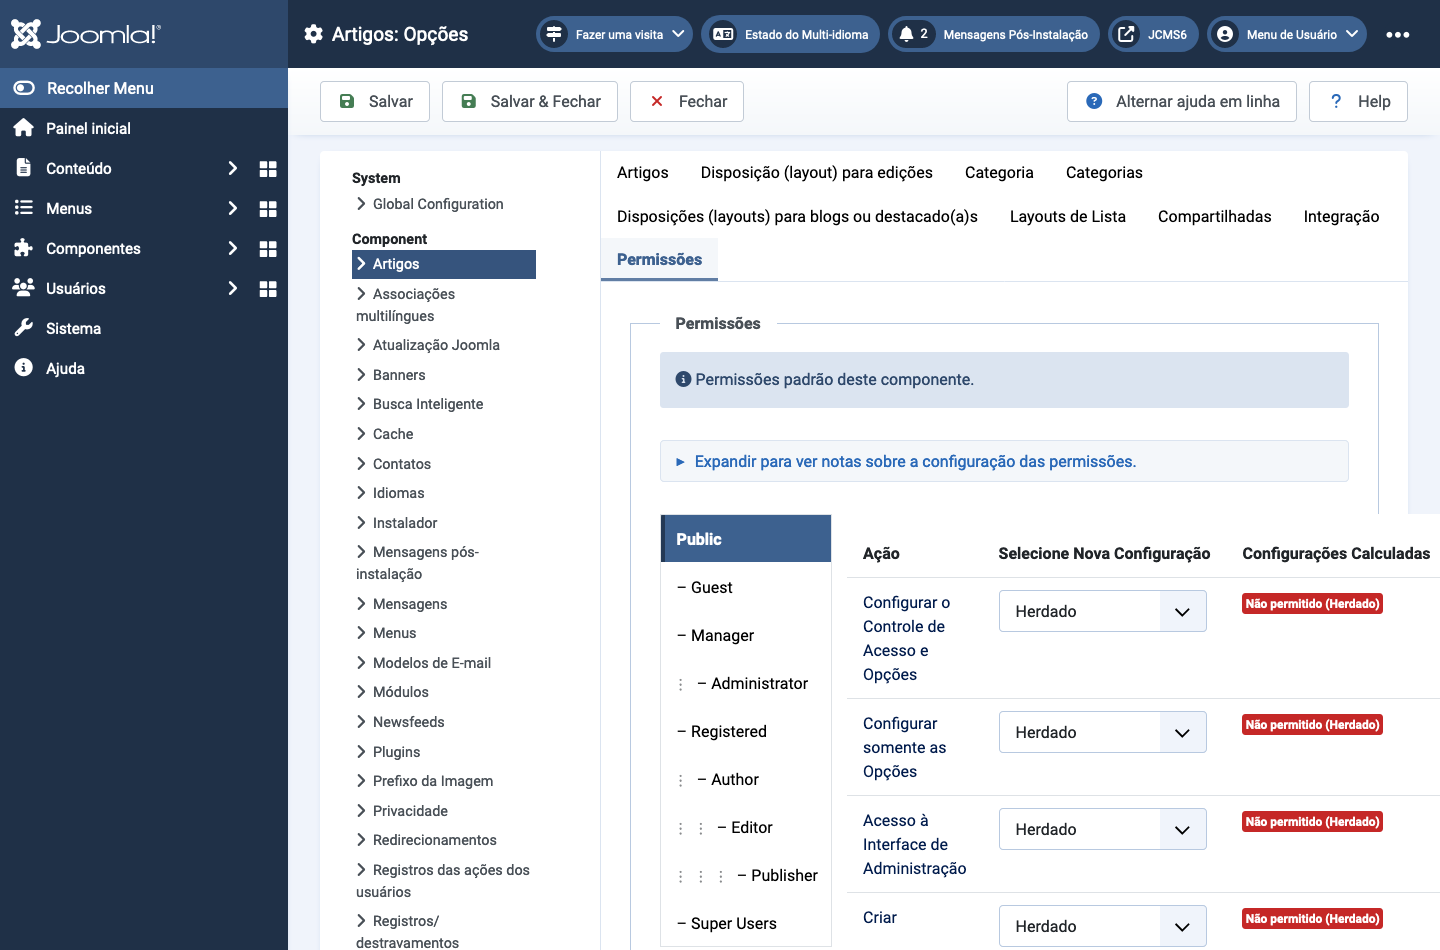 Joomla!®
Artigos: Opções
Fazer uma visita
Estado do Multi-idioma
2 Mensagens Pós-Instalação
JCMS6
Menu de Usuário
Recolher Menu
Painel inicial
Conteúdo
Menus
Componentes
Usuários
Sistema
Ajuda
Salvar
Salvar & Fechar
Fechar
Alternar ajuda em linha
Help
System
Global Configuration
Component
Artigos
Associações
multilíngues
Atualização Joomla
Banners
Busca Inteligente
Cache
Contatos
Idiomas
Instalador
Mensagens pós-
instalação
Mensagens
Menus
Modelos de E-mail
Módulos
Newsfeeds
Plugins
Prefixo da Imagem
Privacidade
Redirecionamentos
Registros das ações dos
usuários
Registros/
destravamentos
Artigos
Disposição (layout) para edições
Categoria
Categorias
Disposições (layouts) para blogs ou destacado(a)s
Layouts de Lista
Compartilhadas
Integração
Permissões
Permissões
Permissões padrão deste componente.
Expandir para ver notas sobre a configuração das permissões.
Public
– Guest
– Manager
– Administrator
– Registered
– Author
– Editor
– Publisher
– Super Users
Ação
Selecione Nova Configuração
Configurações Calculadas
Configurar o
Controle de
Acesso e
Opções
Herdado
Não permitido (Herdado)
Configurar
somente as
Opções
Herdado
Não permitido (Herdado)
Acesso à
Interface de
Administração
Herdado
Não permitido (Herdado)
Criar
Herdado
Não permitido (Herdado)